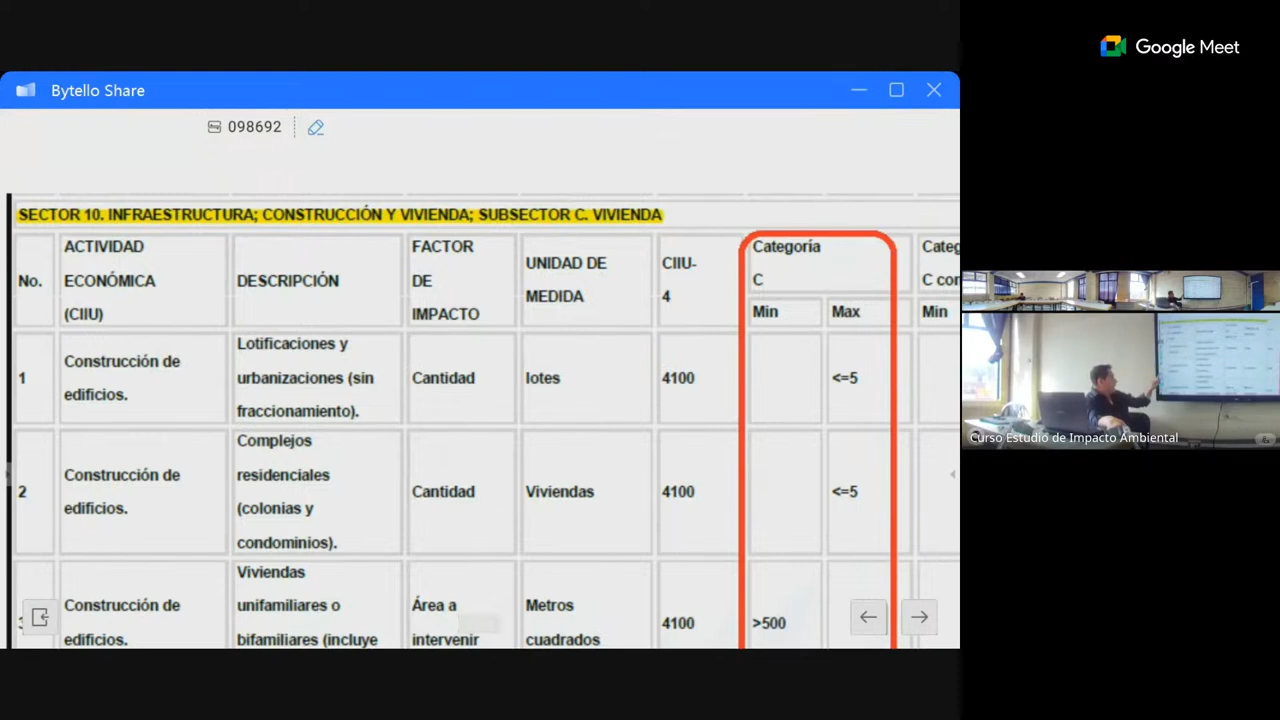 Google Meet
Bytello Share
098692
SECTOR 10. INFRAESTRUCTURA; CONSTRUCCIÓN Y VIVIENDA; SUBSECTOR C. VIVIENDA
No.
ACTIVIDAD
ECONÓMICA
(CIIU)
DESCRIPCIÓN
FACTOR
DE
IMPACTO
UNIDAD DE
MEDIDA
CIIU-
4
Categoría
C
Min
Max
Categ
C con
Min
1
Construcción de
edificios.
Lotificaciones y
urbanizaciones (sin
fraccionamiento).
Cantidad
lotes
4100
<=5
2
Construcción de
edificios.
Complejos
residenciales
(colonias y
condominios).
Cantidad
Viviendas
4100
<=5
Construcción de
edificios.
Viviendas
unifamiliares o
bifamiliares (incluye
Área a
intervenir
Metros
cuadrados
4100
>500
Curso Estudio de Impacto Ambiental